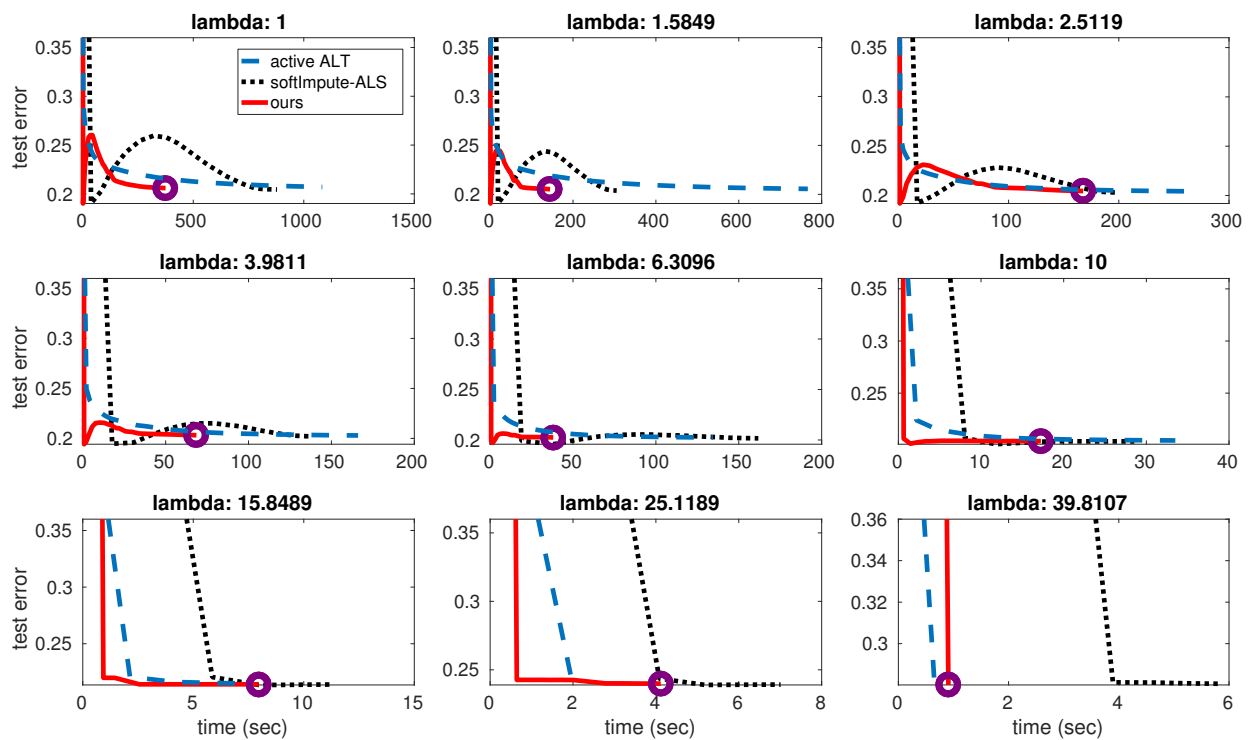 lambda: 1
lambda: 1.5849
lambda: 2.5119
test error
0.35
0.3
0.25
0.2
active ALT
softImpute-ALS
ours
0 500 1000 1500
0.35
0.3
0.25
0.2
0 200 400 600 800
0.35
0.3
0.25
0.2
0 100 200 300
lambda: 3.9811
lambda: 6.3096
lambda: 10
test error
0.35
0.3
0.25
0.2
0 50 100 150 200
0.35
0.3
0.25
0.2
0 50 100 150 200
0.35
0.3
0.25
0 10 20 30 40
lambda: 15.8489
lambda: 25.1189
lambda: 39.8107
test error
0.35
0.3
0.25
0 5 10 15
time (sec)
0.35
0.3
0.25
0 2 4 6 8
time (sec)
0.36
0.34
0.32
0.3
0 2 4 6
time (sec)